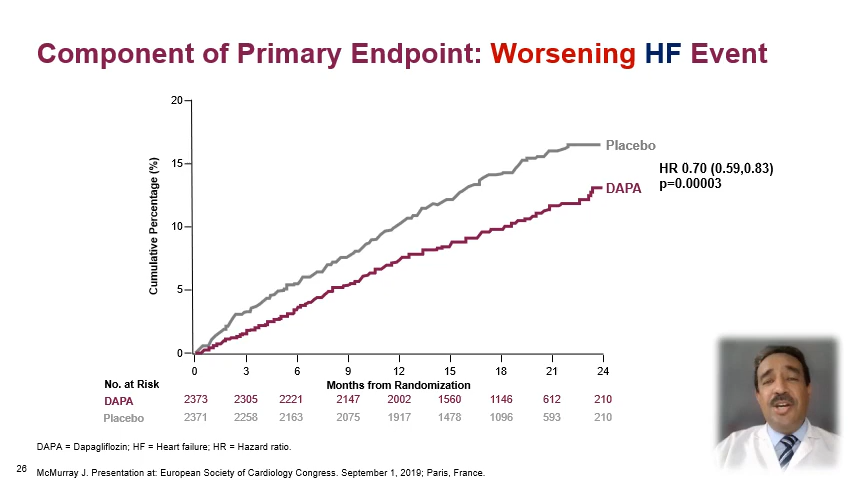 Component of Primary Endpoint: Worsening HF Event
20
15
10
5
0
Cumulative Percentage (%)
Placebo
DAPA
HR 0.70 (0.59,0.83)
p=0.00003
0 3 6 9 12 15 18 21 24
No. at Risk
Months from Randomization
DAPA 2373 2305 2221 2147 2002 1560 1146 612 210
Placebo 2371 2258 2163 2075 1917 1478 1096 593 210
DAPA = Dapagliflozin; HF = Heart failure; HR = Hazard ratio.
26
McMurray J. Presentation at: European Society of Cardiology Congress. September 1, 2019; Paris, France.